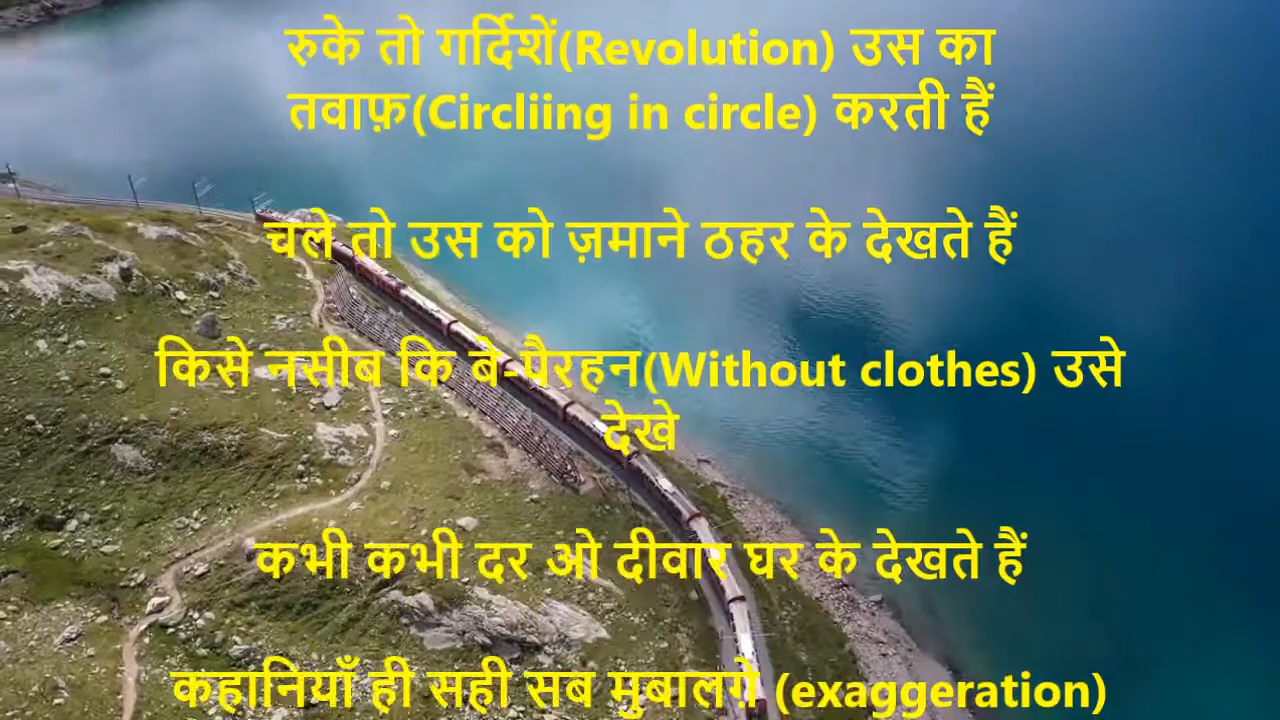 रुके तो गर्दिशें(Revolution) उस का
तवाफ़(Circliing in circle) करती हैं
चले तो उस को ज़माने ठहर के देखते हैं
किसे नसीब कि बे-पैरहन(Without clothes) उसे
देखे
कभी कभी दर ओ दीवार घर के देखते हैं
कहानियाँ ही सही सब मुबालग़े (exaggeration)